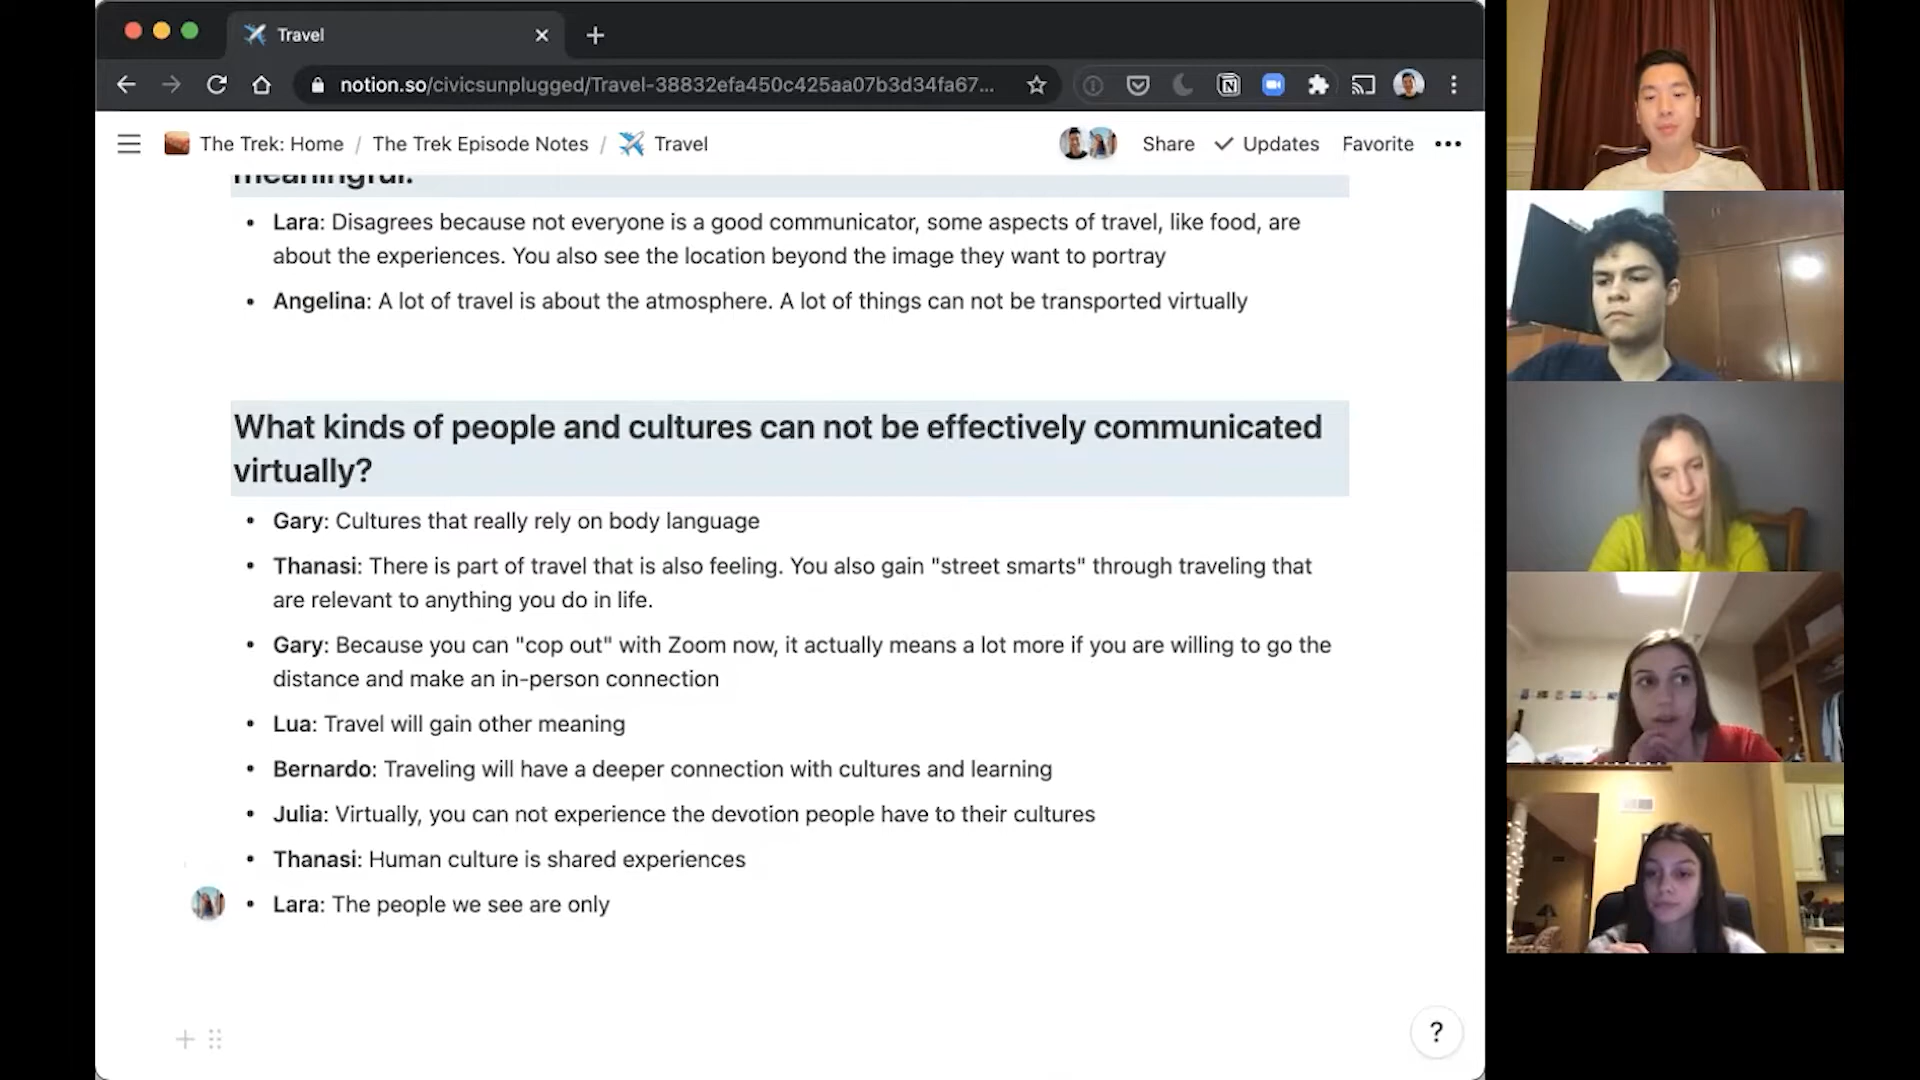 Travel
notion.so/civicsunplugged/Travel-38832efa450c425aa07b3d34fa67...
The Trek: Home / The Trek Episode Notes / Travel
Share Updates Favorite
meaningful.
Lara: Disagrees because not everyone is a good communicator, some aspects of travel, like food, are
about the experiences. You also see the location beyond the image they want to portray
Angelina: A lot of travel is about the atmosphere. A lot of things can not be transported virtually
What kinds of people and cultures can not be effectively communicated
virtually?
Gary: Cultures that really rely on body language
Thanasi: There is part of travel that is also feeling. You also gain "street smarts" through traveling that
are relevant to anything you do in life.
Gary: Because you can "cop out" with Zoom now, it actually means a lot more if you are willing to go the
distance and make an in-person connection
Lua: Travel will gain other meaning
Bernardo: Traveling will have a deeper connection with cultures and learning
Julia: Virtually, you can not experience the devotion people have to their cultures
Thanasi: Human culture is shared experiences
Lara: The people we see are only
?